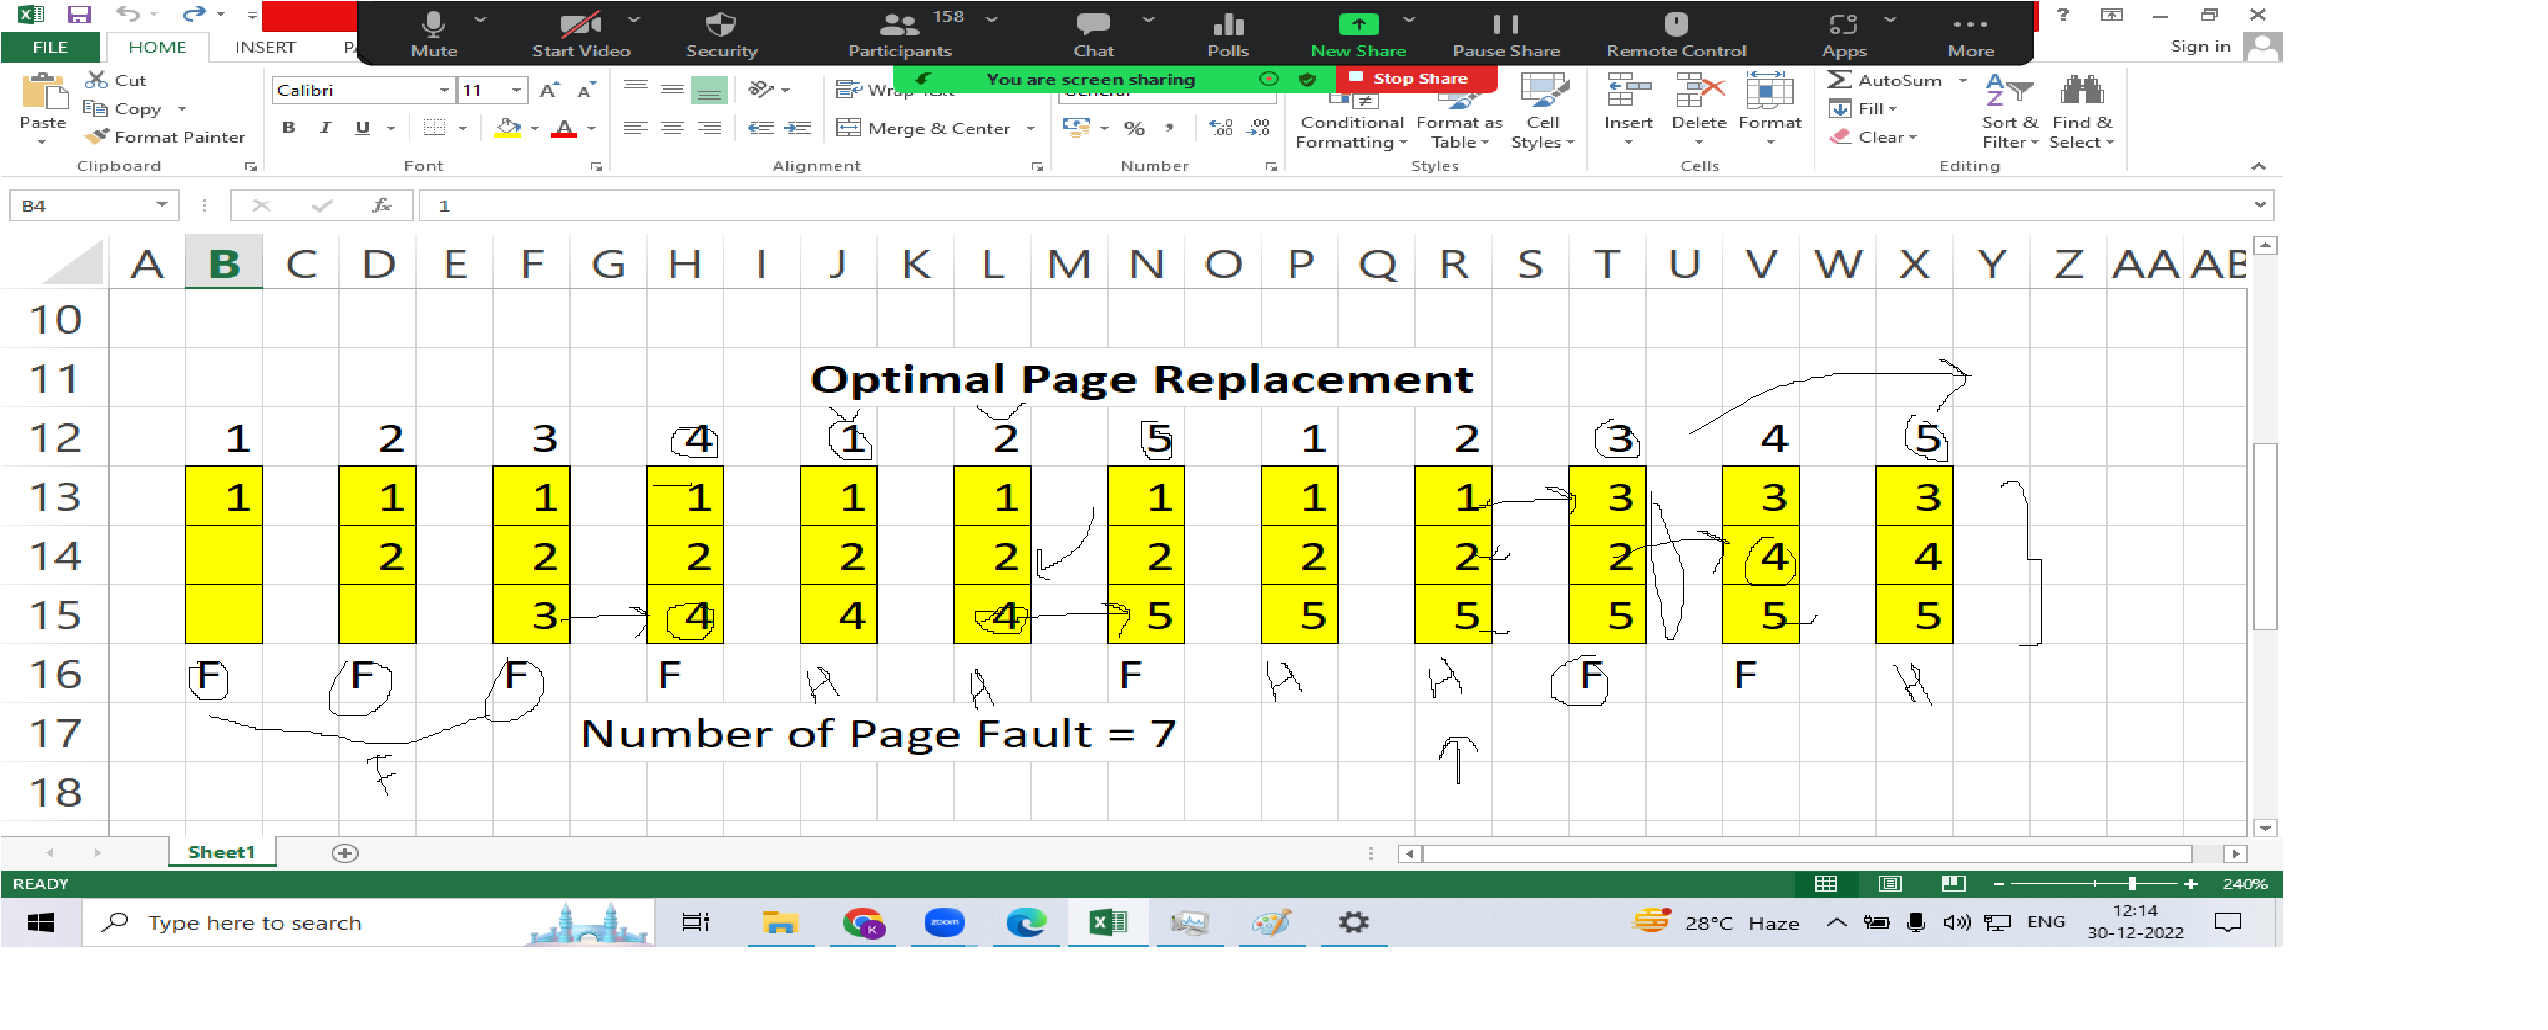 158
Mute Start Video Security Participants Chat Polls New Share Pause Share Remote Control Apps More
?
FILE HOME INSERT
Sign in
You are screen sharing Stop Share
Cut
Copy
Format Painter
Paste
Clipboard
Calibri 11
B I U A
Font
Wrap Text
Merge & Center
Alignment
General
%
Number
Conditional Formatting
Format as Table
Cell Styles
Styles
Insert Delete Format
Cells
AutoSum
Fill
Clear
Sort & Filter
Find & Select
Editing
B4 fx 1
A B C D E F G H I J K L M N O P Q R S T U V W X Y Z AA AB
10
11 Optimal Page Replacement
12 1 2 3 4 1 2 5 1 2 3 4 5
13 1 1 1 1 1 1 1 1 1 3 3 3
14 2 2 2 2 2 2 2 2 2 4 4
15 3 4 4 4 5 5 5 5 5 5
16 F F F F H H F H H F F H
17 Number of Page Fault = 7
F
18
Sheet1
READY 240%
Type here to search
zoom
K
28°C Haze ENG
12:14
30-12-2022